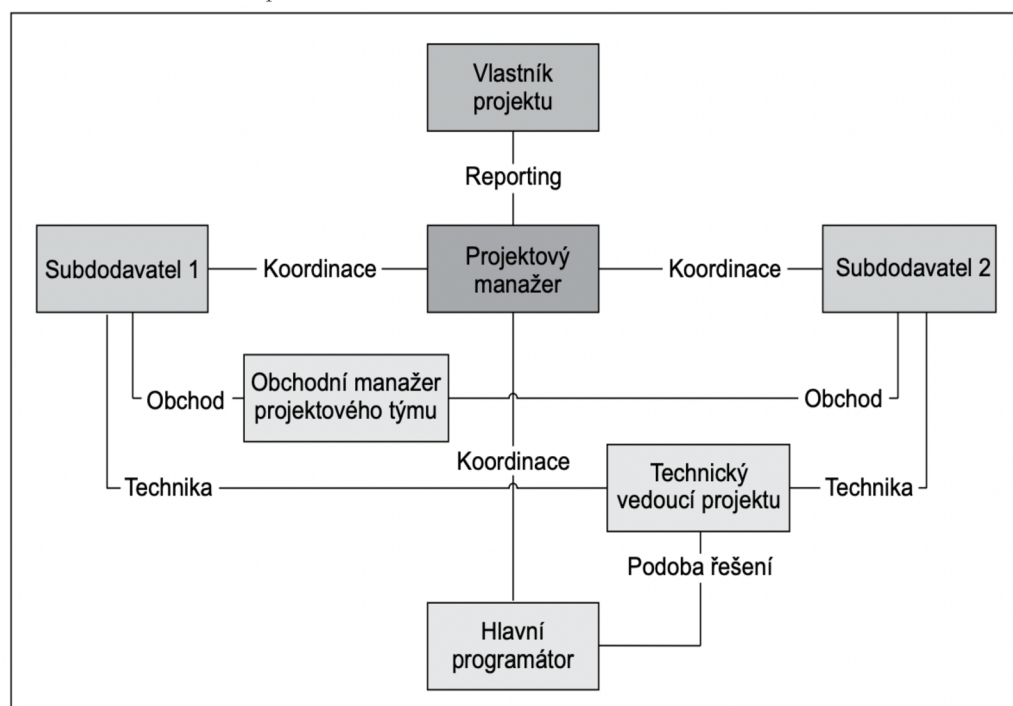 Vlastník
projektu
Reporting
Subdodavatel 1
Koordinace
Projektový
manažer
Koordinace
Subdodavatel 2
Obchod
Obchodní manažer
projektového týmu
Obchod
Koordinace
Technika
Technický
vedoucí projektu
Technika
Podoba řešení
Hlavní
programátor